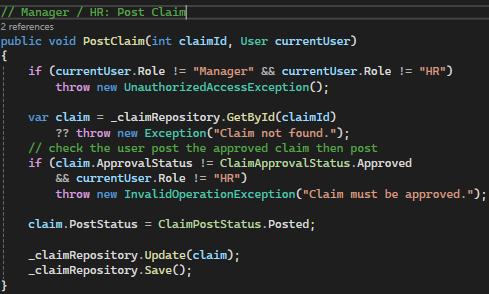 // Manager / HR: Post Claim
2 references
public void PostClaim(int claimId, User currentUser)
{
if (currentUser.Role != "Manager" && currentUser.Role != "HR")
throw new UnauthorizedAccessException();
var claim = _claimRepository.GetById(claimId)
?? throw new Exception("Claim not found.");
// check the user post the approved claim then post
if (claim.ApprovalStatus != ClaimApprovalStatus.Approved
&& currentUser.Role != "HR")
throw new InvalidOperationException("Claim must be approved.");
claim.PostStatus = ClaimPostStatus.Posted;
_claimRepository.Update(claim);
_claimRepository.Save();
}